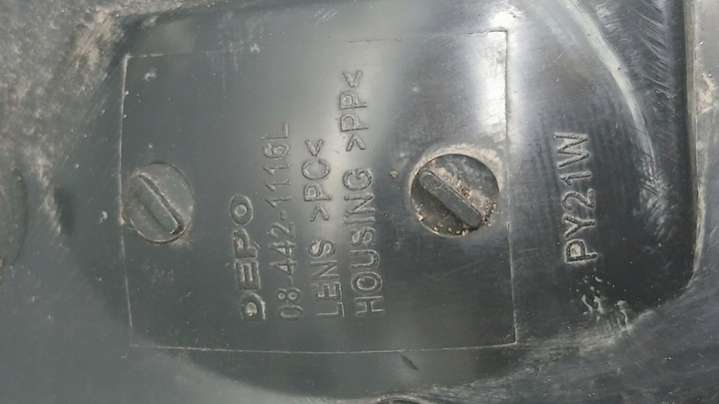 DEPO
08-442-1116L
LENS >PC<
HOUSING >PP<
PY21W